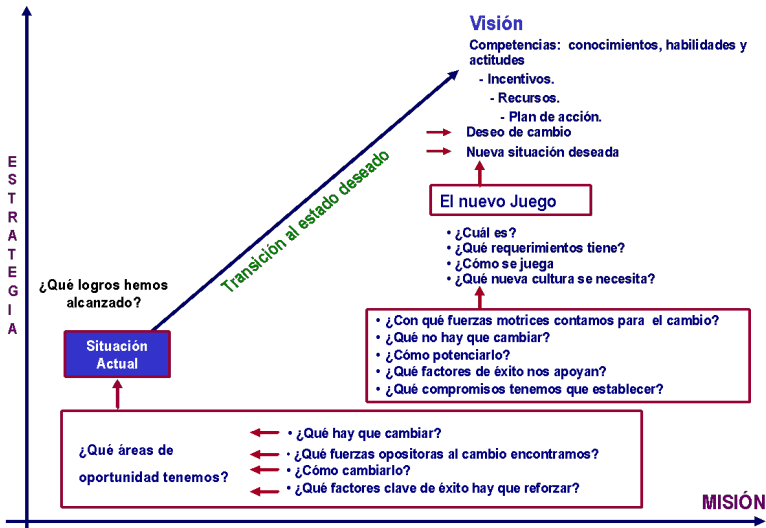 Visión
Competencias: conocimientos, habilidades y
actitudes
- Incentivos.
- Recursos.
- Plan de acción.
Deseo de cambio
Nueva situación deseada
ESTRATEGIA
Transición al estado deseado
El nuevo Juego
• ¿Cuál es?
• ¿Qué requerimientos tiene?
• ¿Cómo se juega
• ¿Qué nueva cultura se necesita?
¿Qué logros hemos
alcanzado?
Situación
Actual
• ¿Con qué fuerzas motrices contamos para el cambio?
• ¿Qué no hay que cambiar?
• ¿Cómo potenciarlo?
• ¿Qué factores de éxito nos apoyan?
• ¿Qué compromisos tenemos que establecer?
¿Qué áreas de
oportunidad tenemos?
• ¿Qué hay que cambiar?
• ¿Qué fuerzas opositoras al cambio encontramos?
• ¿Cómo cambiarlo?
• ¿Qué factores clave de éxito hay que reforzar?
MISIÓN